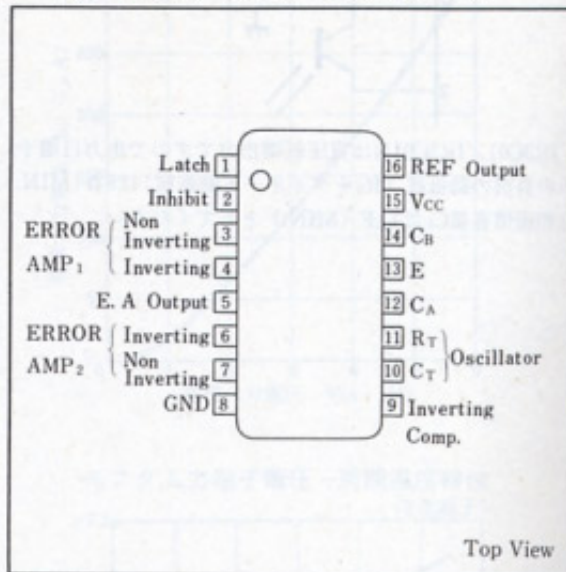 Latch 1
Inhibit 2
ERROR AMP1
Non Inverting 3
Inverting 4
E. A Output 5
ERROR AMP2
Inverting 6
Non Inverting 7
GND 8
16 REF. Output
15 VCC
14 CB
13 E
12 CA
11 RT
10 CT
Oscillator
9 Inverting
Comp.
Top View